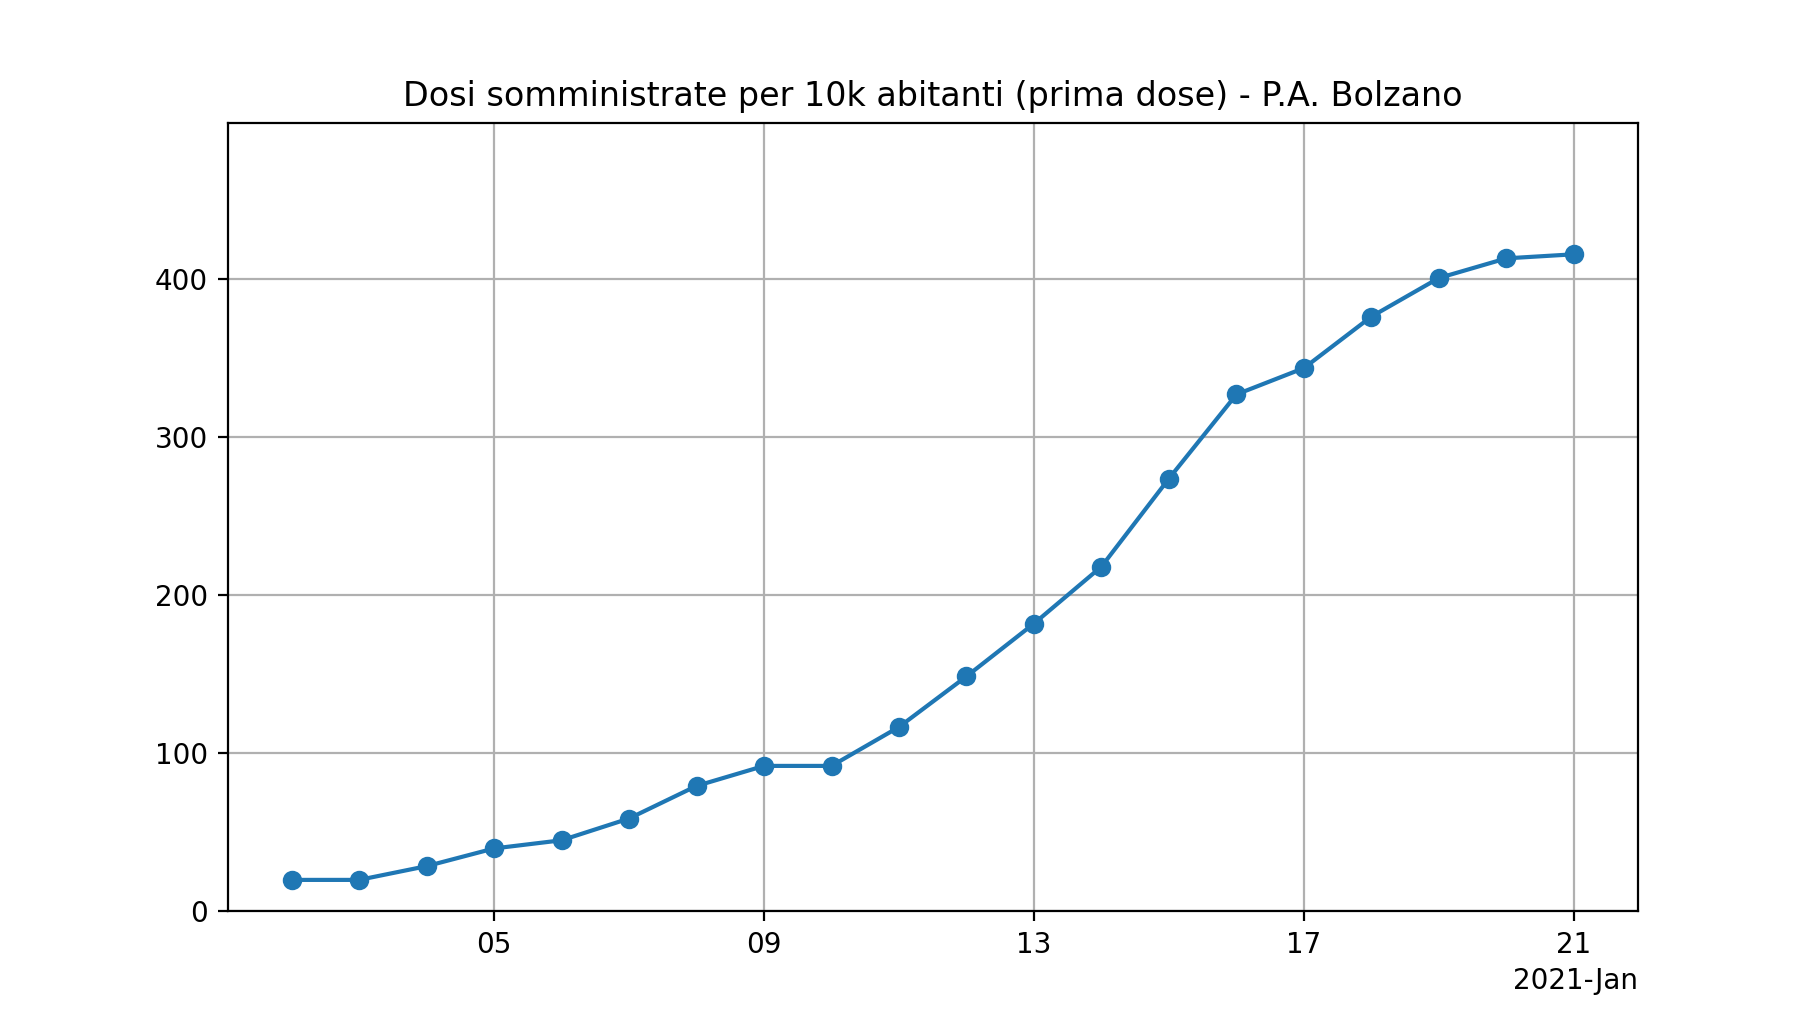 Dosi somministrate per 10k abitanti (prima dose) - P.A. Bolzano
400
300
200
100
0
05 09 13 17 21
2021-Jan